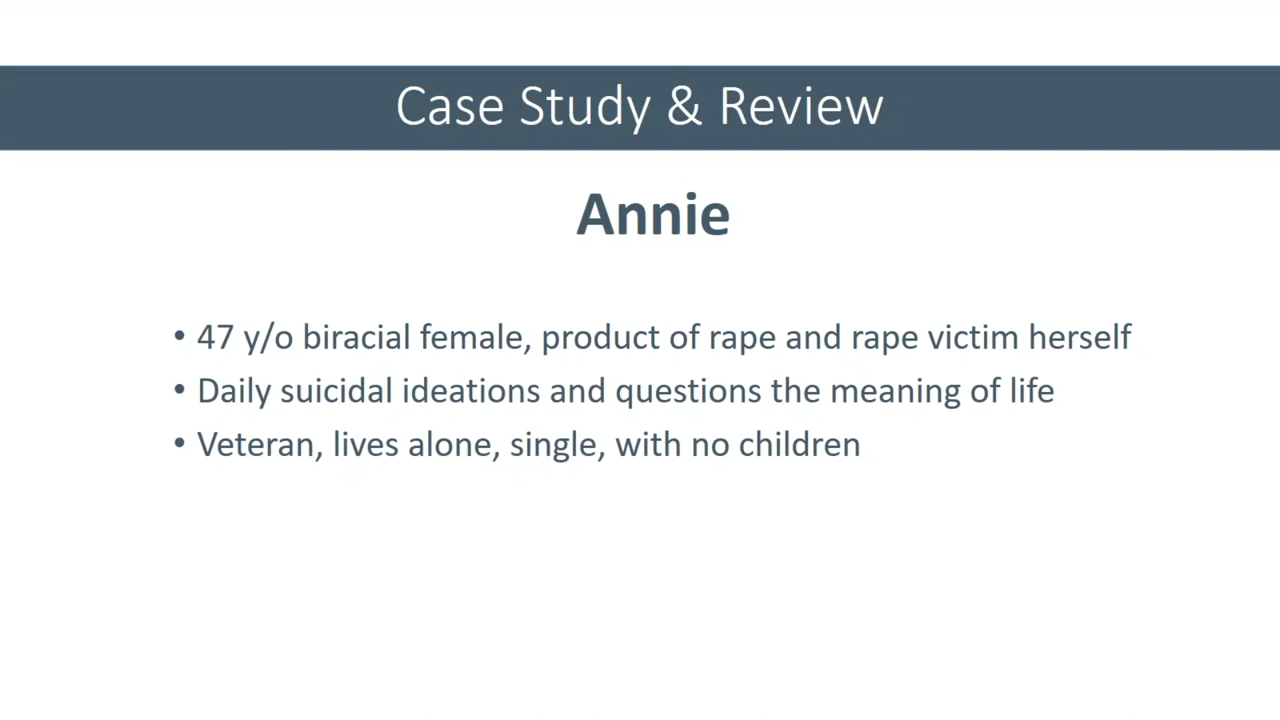 Case Study & Review
Annie
• 47 y/o biracial female, product of rape and rape victim herself
• Daily suicidal ideations and questions the meaning of life
• Veteran, lives alone, single, with no children